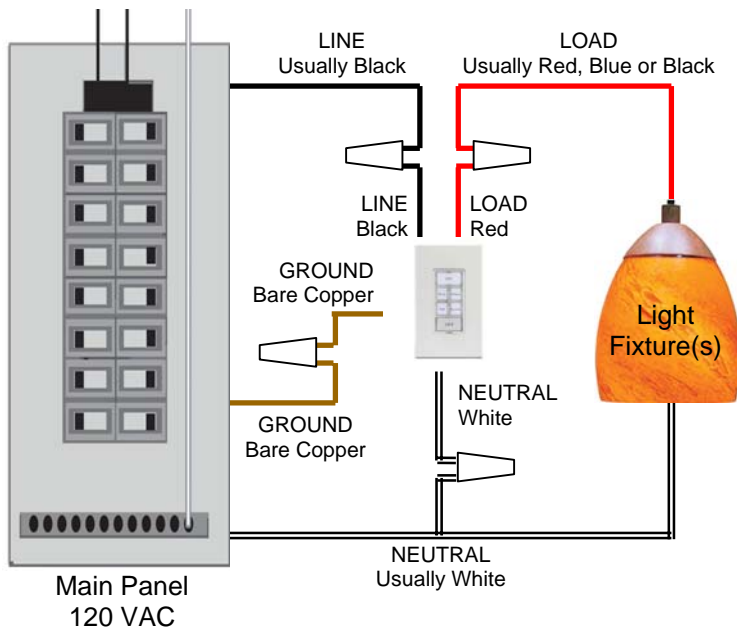 LINE
Usually Black
LOAD
Usually Red, Blue or Black
LINE
Black
LOAD
Red
GROUND
Bare Copper
Light
Fixture(s)
NEUTRAL
White
GROUND
Bare Copper
NEUTRAL
Usually White
Main Panel
120 VAC